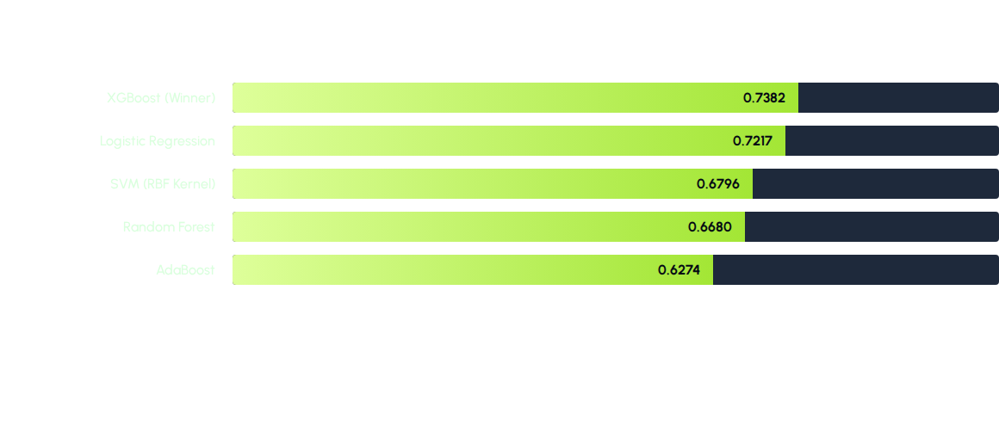 XGBoost (Winner) 0.7382
Logistic Regression 0.7217
SVM (RBF Kernel) 0.6796
Random Forest 0.6680
AdaBoost 0.6274